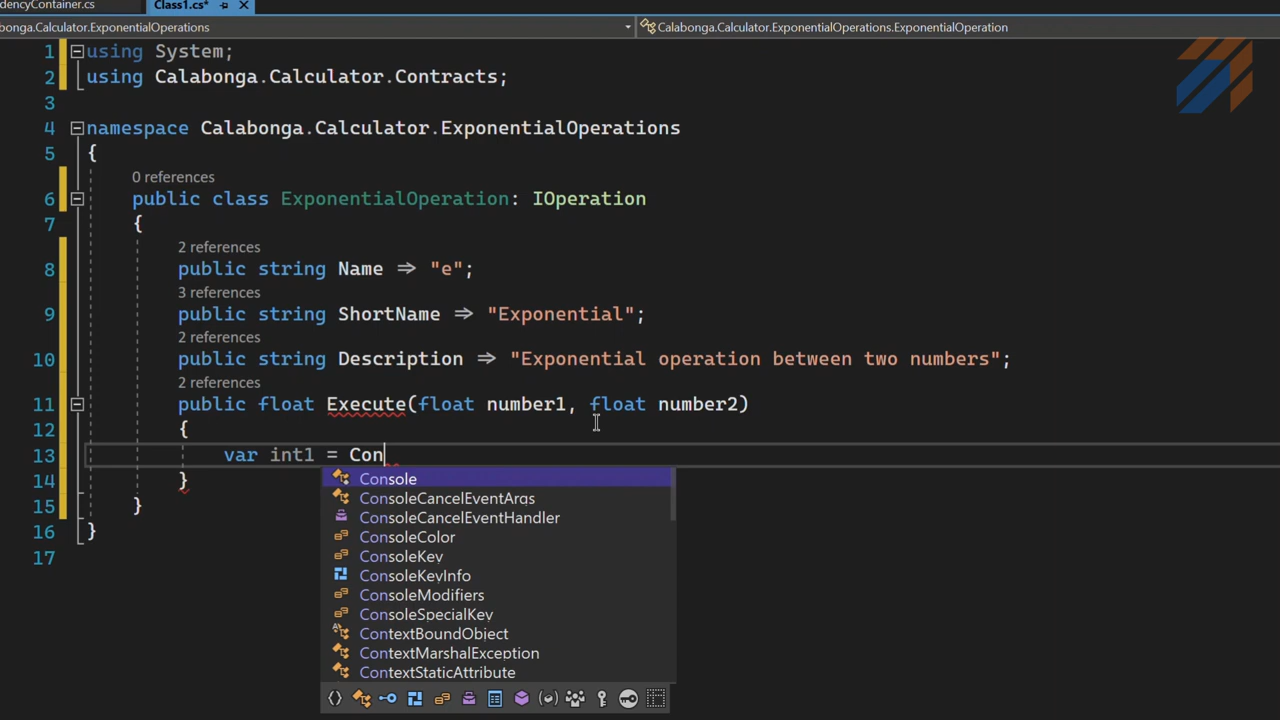 dencyContainer.cs
Class1.cs*
Calabonga.Calculator.ExponentialOperations
Calabonga.Calculator.ExponentialOperations.ExponentialOperation
1 using System;
2 using Calabonga.Calculator.Contracts;
3
4 namespace Calabonga.Calculator.ExponentialOperations
5 {
0 references
6 public class ExponentialOperation: IOperation
7 {
2 references
8 public string Name => "e";
3 references
9 public string ShortName => "Exponential";
2 references
10 public string Description => "Exponential operation between two numbers";
2 references
11 public float Execute(float number1, float number2)
12 {
13 var int1 = Con
14 }
15 }
16 }
17
Console
ConsoleCancelEventArgs
ConsoleCancelEventHandler
ConsoleColor
ConsoleKey
ConsoleKeyInfo
ConsoleModifiers
ConsoleSpecialKey
ContextBoundObject
ContextMarshalException
ContextStaticAttribute